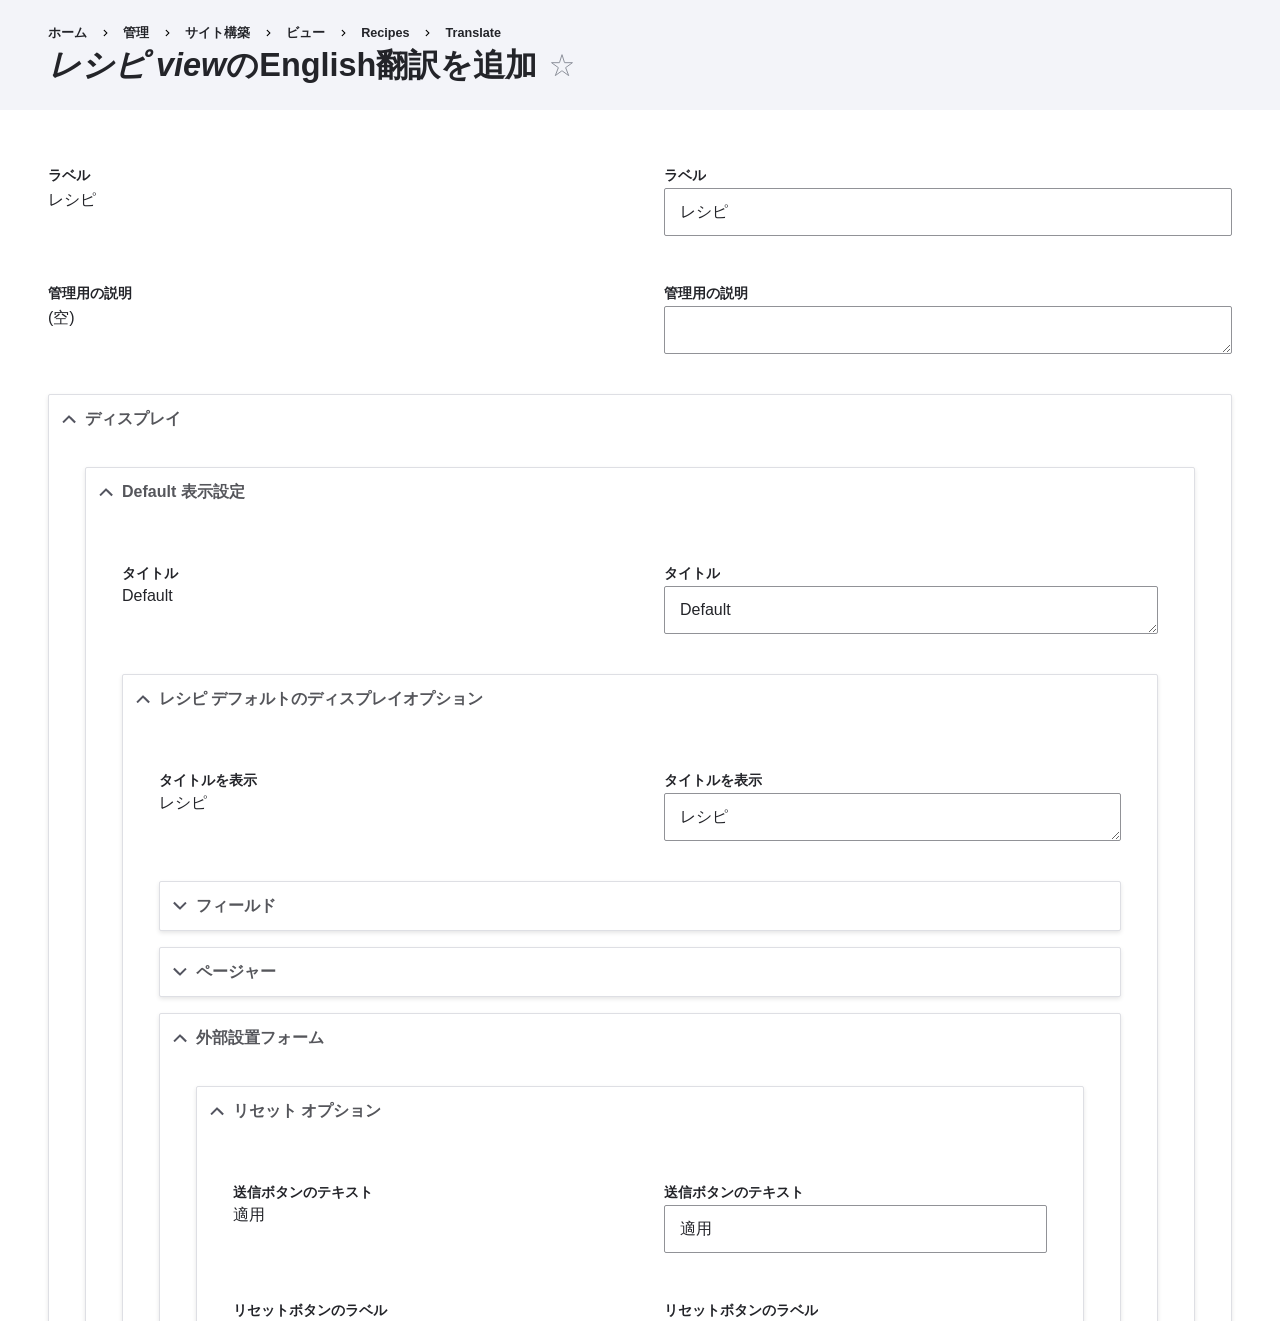 ホーム › 管理 › サイト構築 › ビュー › Recipes › Translate
レシピ viewのEnglish翻訳を追加 ☆
ラベル ラベル
レシピ レシピ
管理用の説明 管理用の説明
(空)
ディスプレイ
Default 表示設定
タイトル タイトル
Default Default
レシピ デフォルトのディスプレイオプション
タイトルを表示 タイトルを表示
レシピ レシピ
フィールド
ページャー
外部設置フォーム
リセット オプション
送信ボタンのテキスト 送信ボタンのテキスト
適用 適用
リセットボタンのラベル リセットボタンのラベル